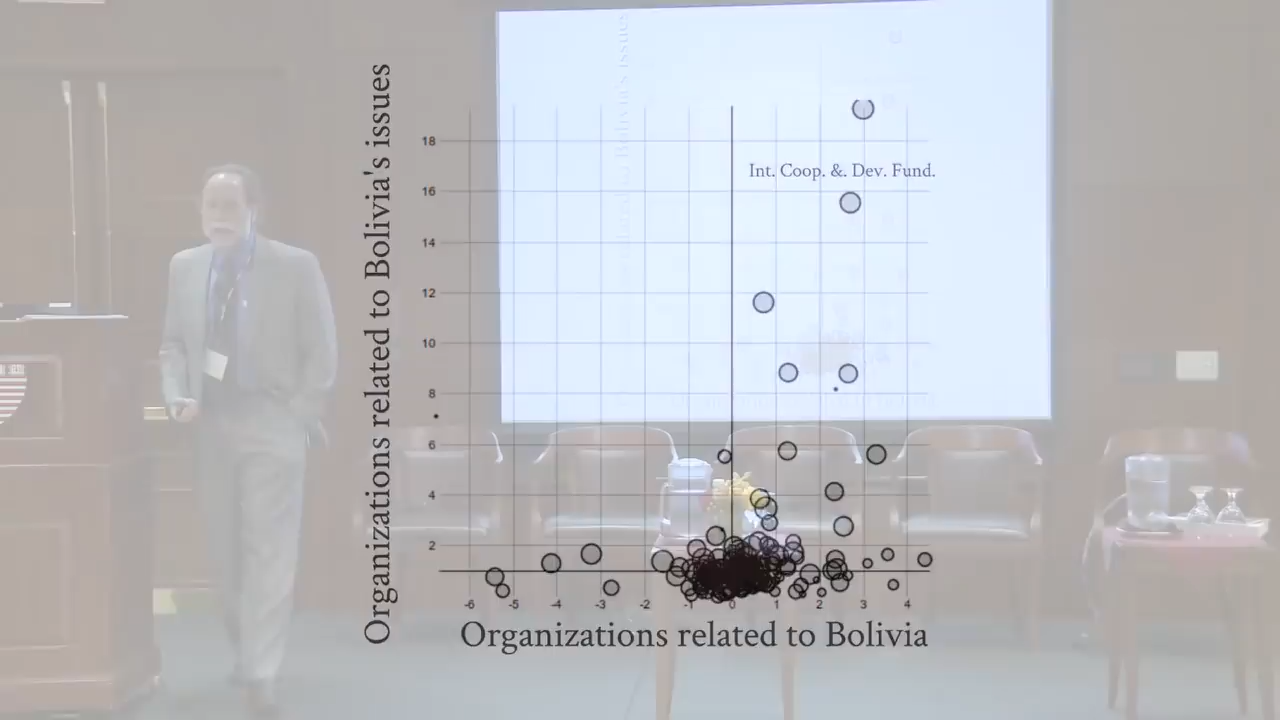 Organizations related to Bolivia's issues
18
Int. Coop. &. Dev. Fund.
16
14
12
10
8
6
4
2
-6 -5 -4 -3 -2 -1 0 1 2 3 4
Organizations related to Bolivia